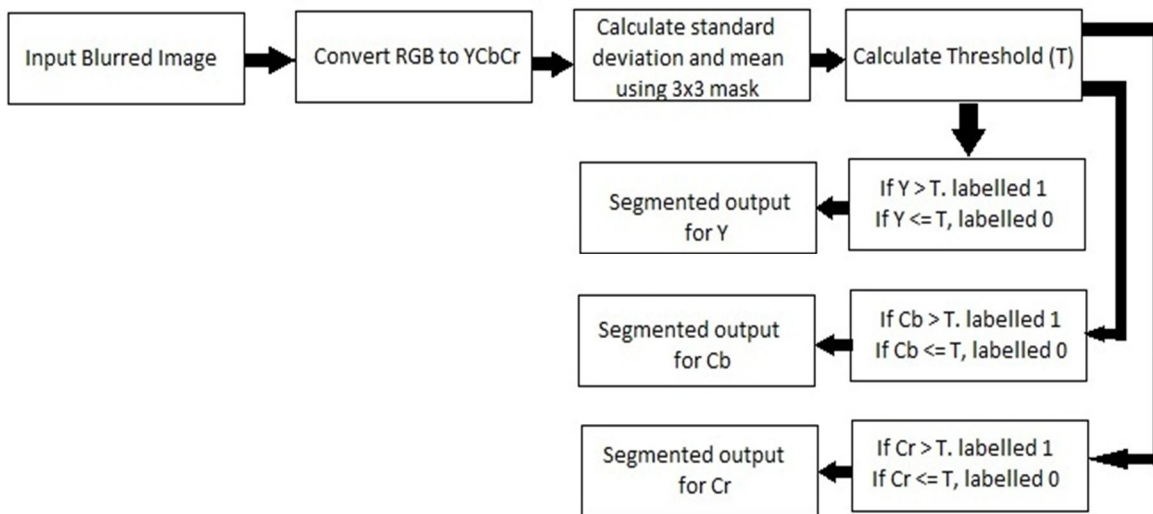 Input Blurred Image
Convert RGB to YCbCr
Calculate standard
deviation and mean
using 3x3 mask
Calculate Threshold (T)
If Y > T. labelled 1
If Y <= T, labelled 0
Segmented output
for Y
If Cb > T. labelled 1
If Cb <= T, labelled 0
Segmented output
for Cb
If Cr > T. labelled 1
If Cr <= T, labelled 0
Segmented output
for Cr